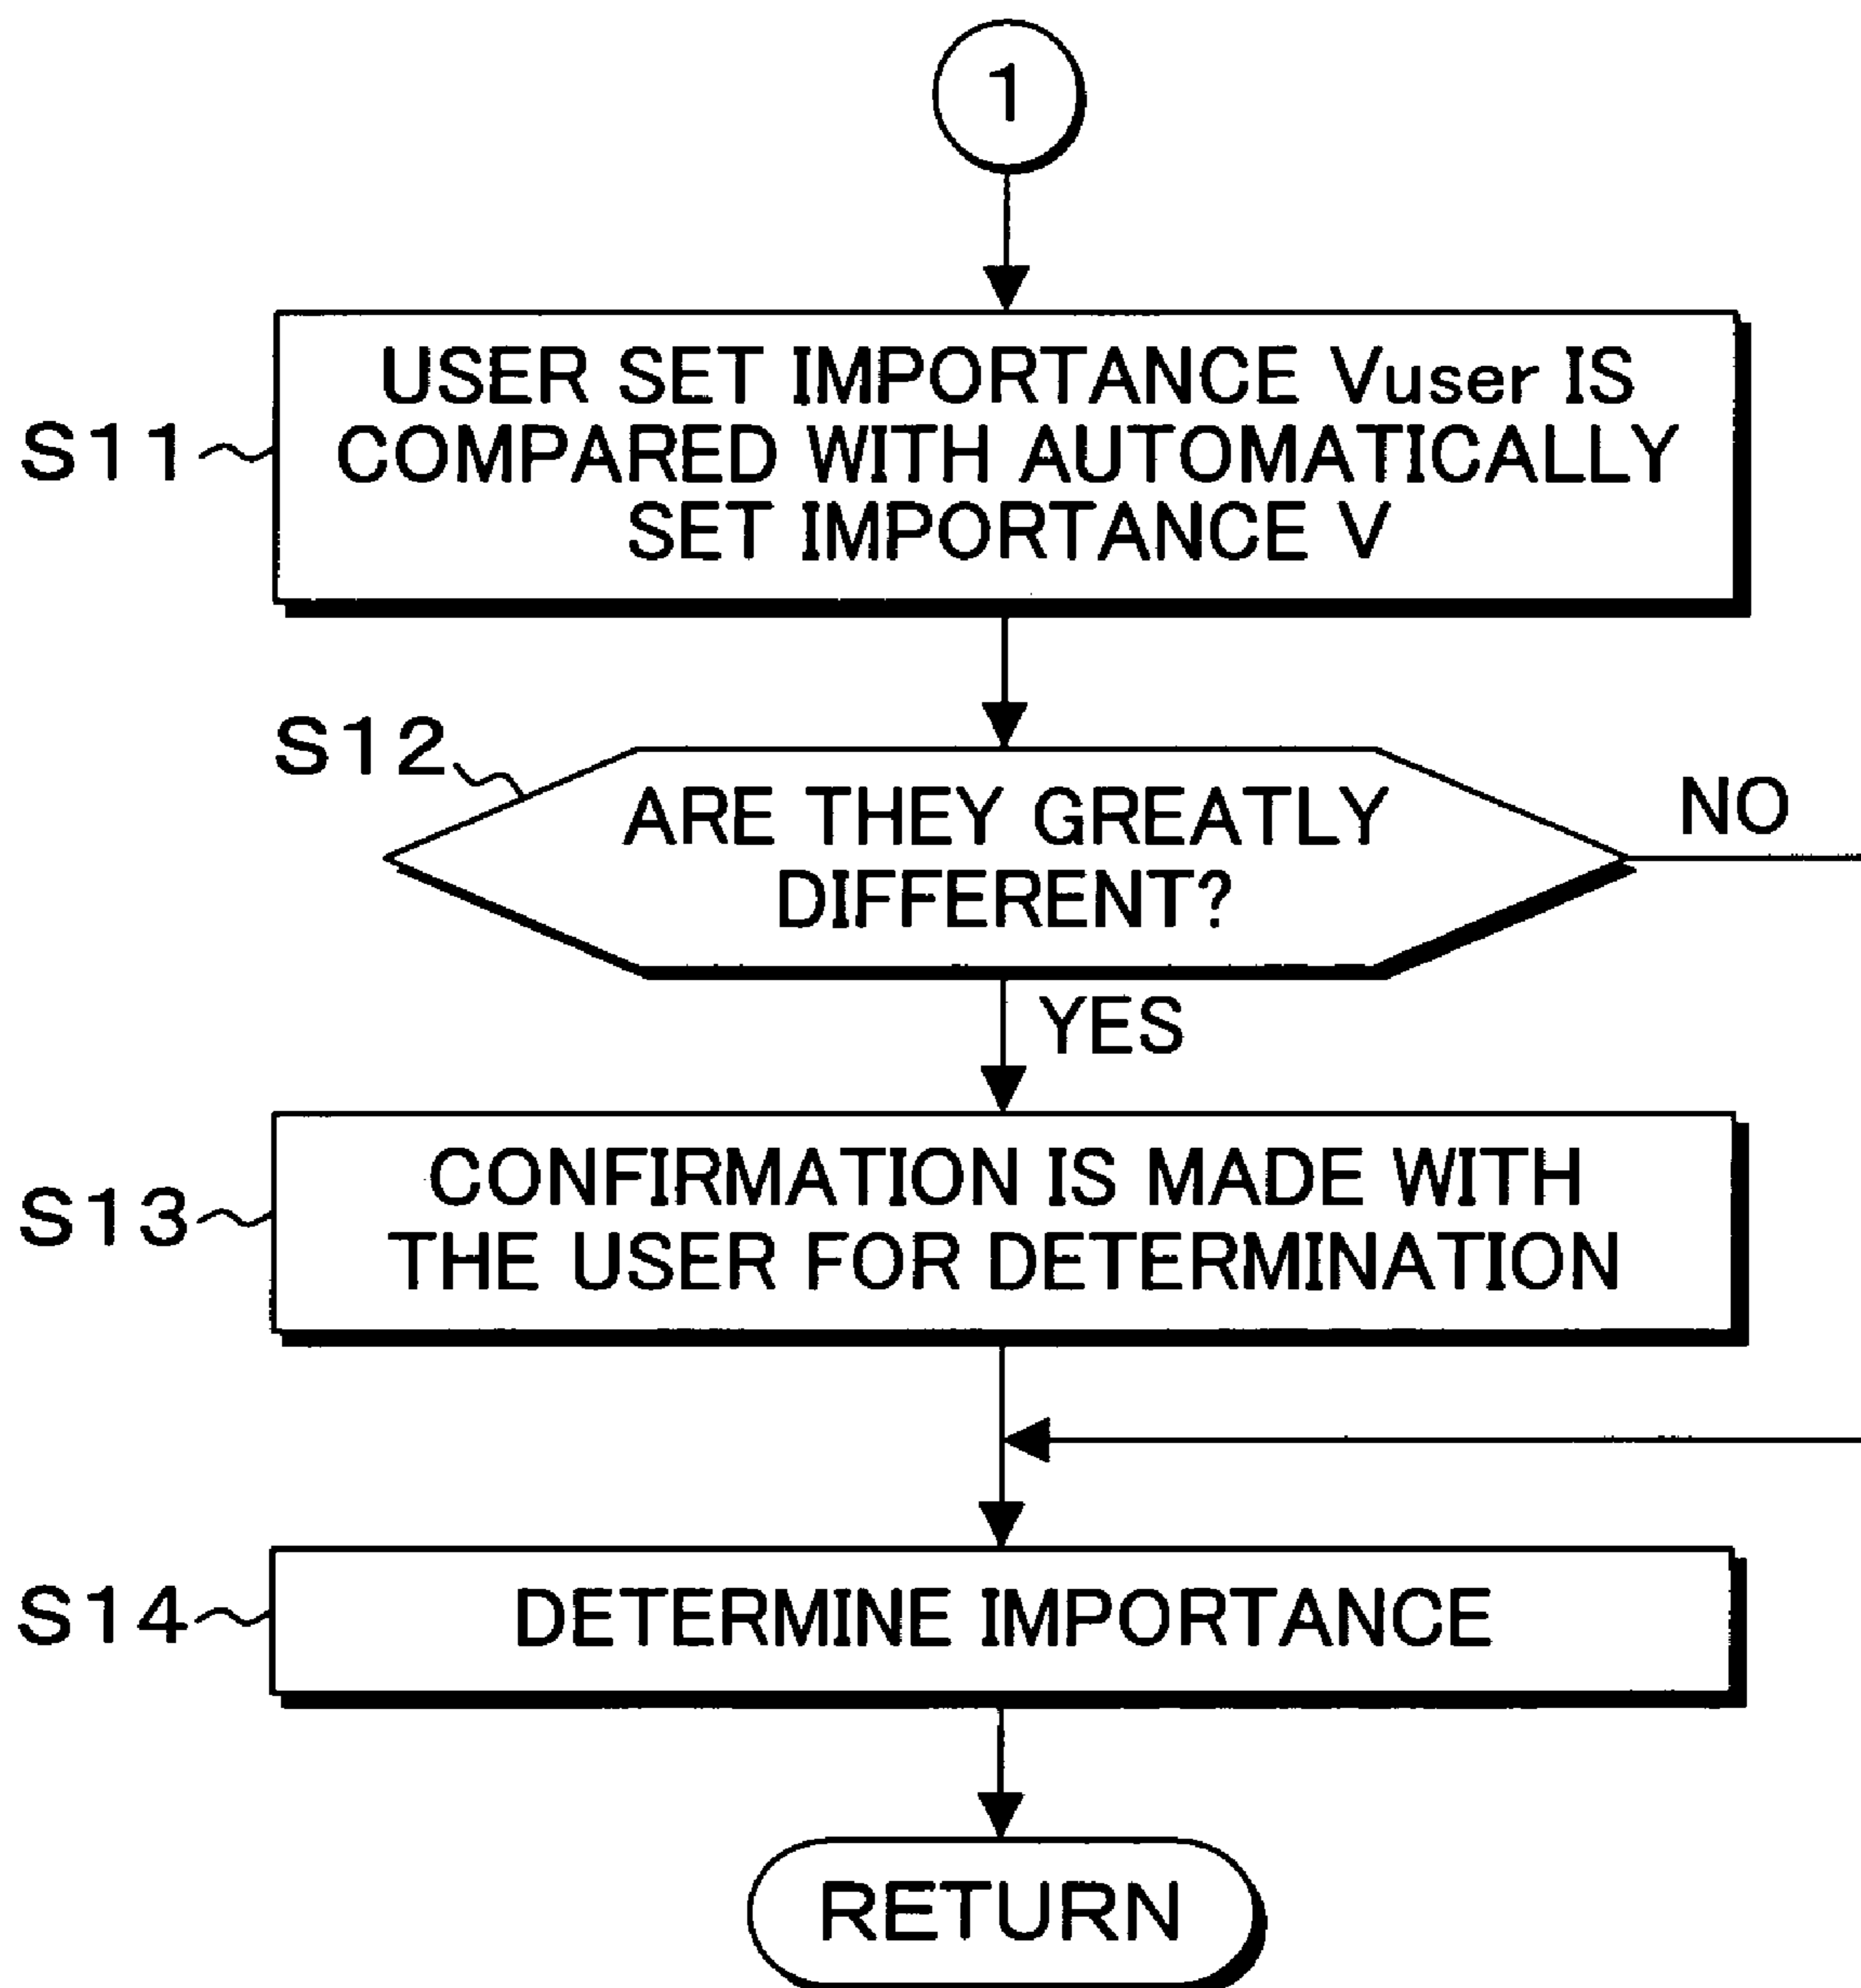 1
S11
USER SET IMPORTANCE Vuser IS
COMPARED WITH AUTOMATICALLY
SET IMPORTANCE V
S12
ARE THEY GREATLY
DIFFERENT?
NO
YES
S13
CONFIRMATION IS MADE WITH
THE USER FOR DETERMINATION
S14
DETERMINE IMPORTANCE
RETURN